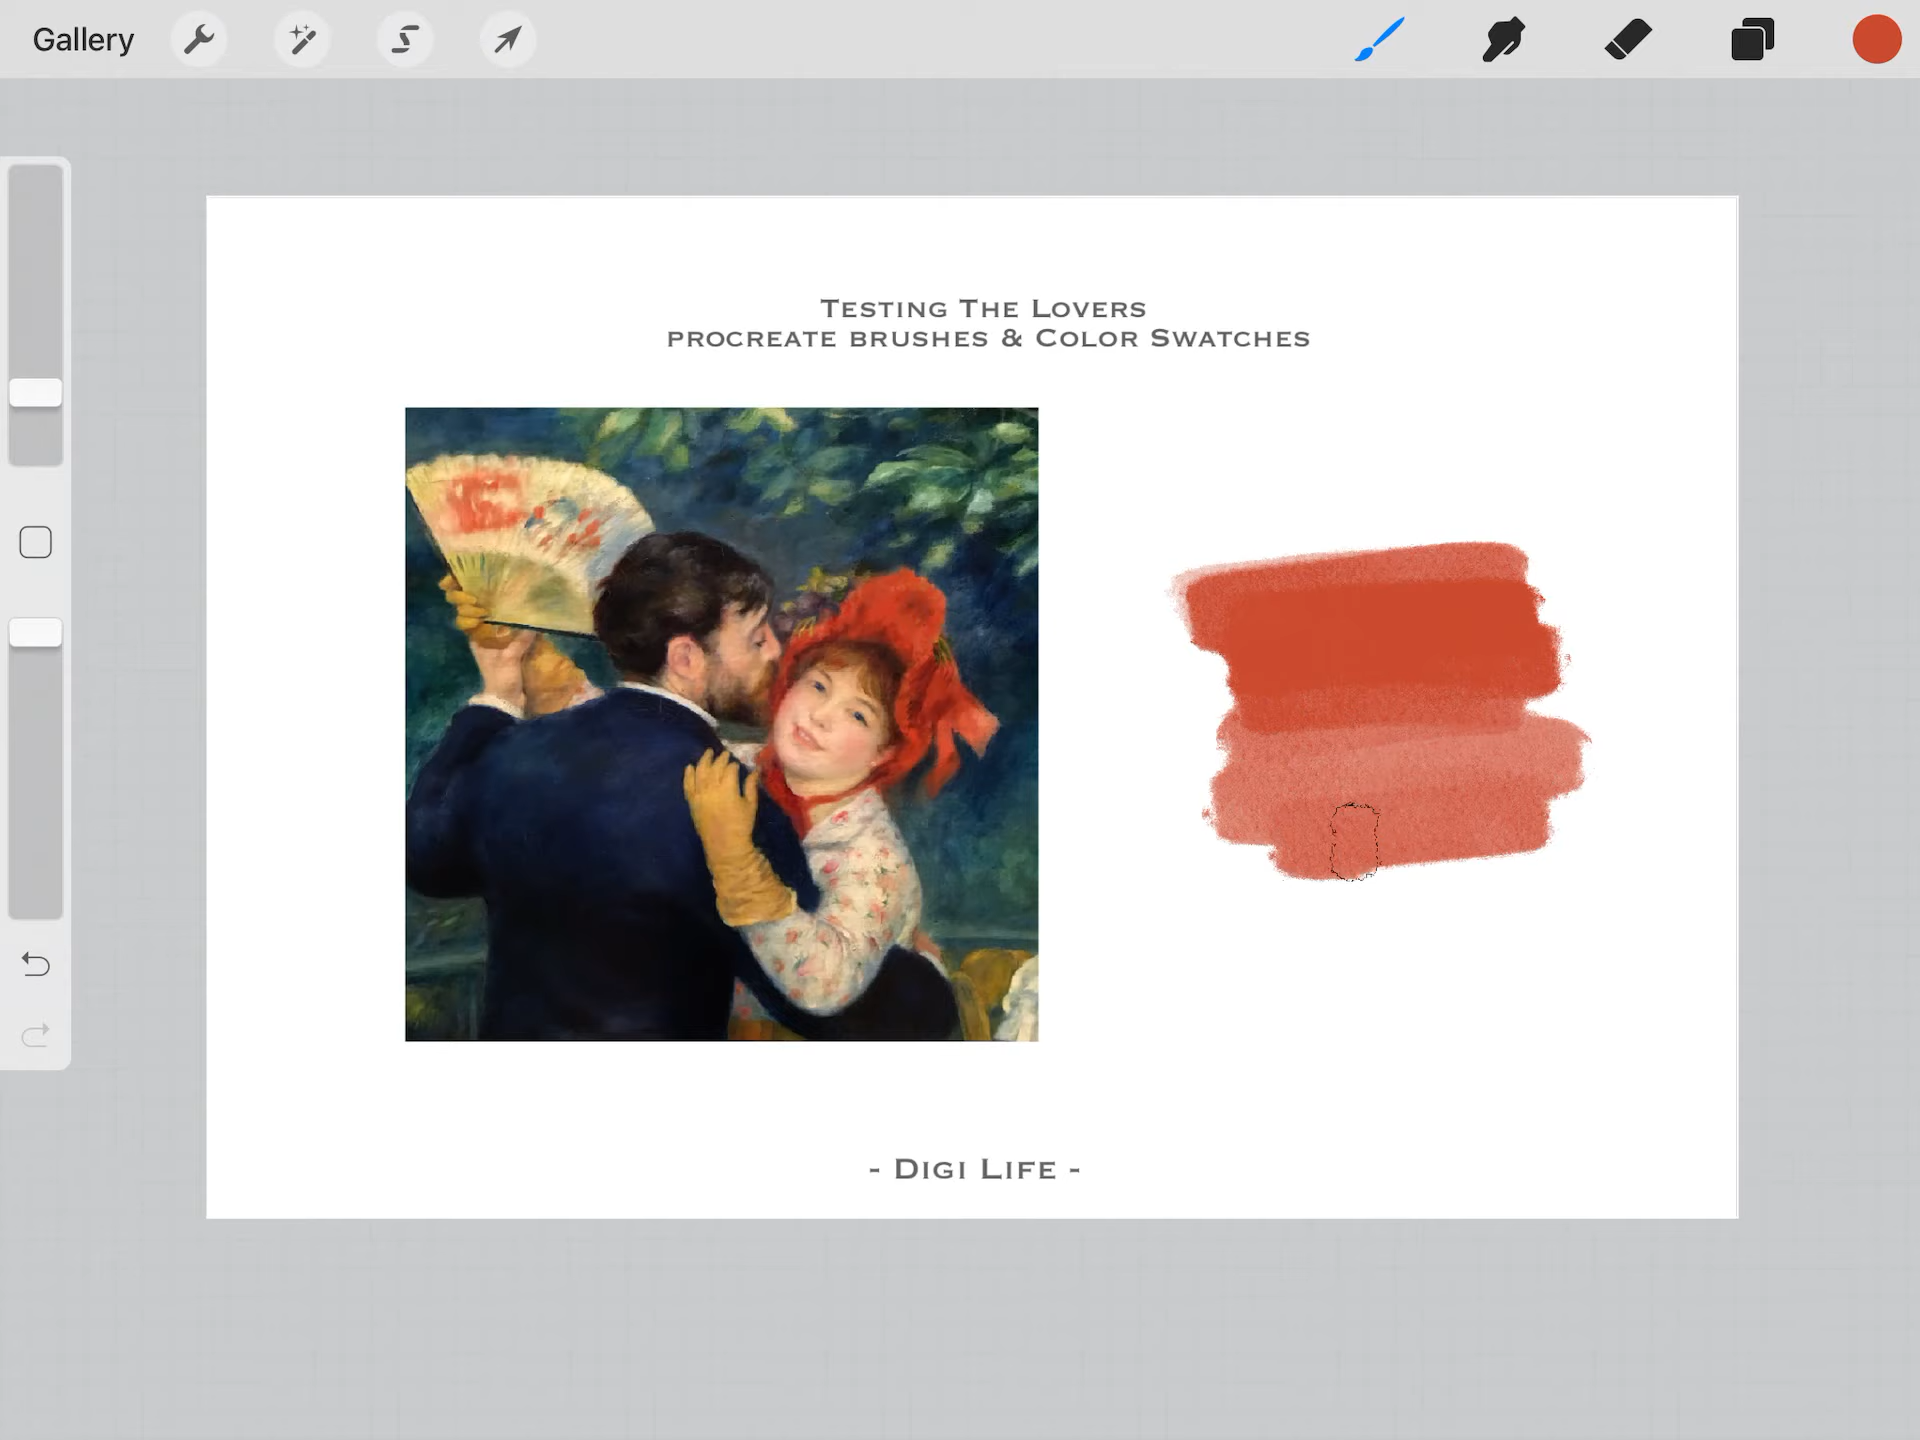 Gallery
Testing The Lovers
procreate brushes & Color Swatches
- Digi Life -